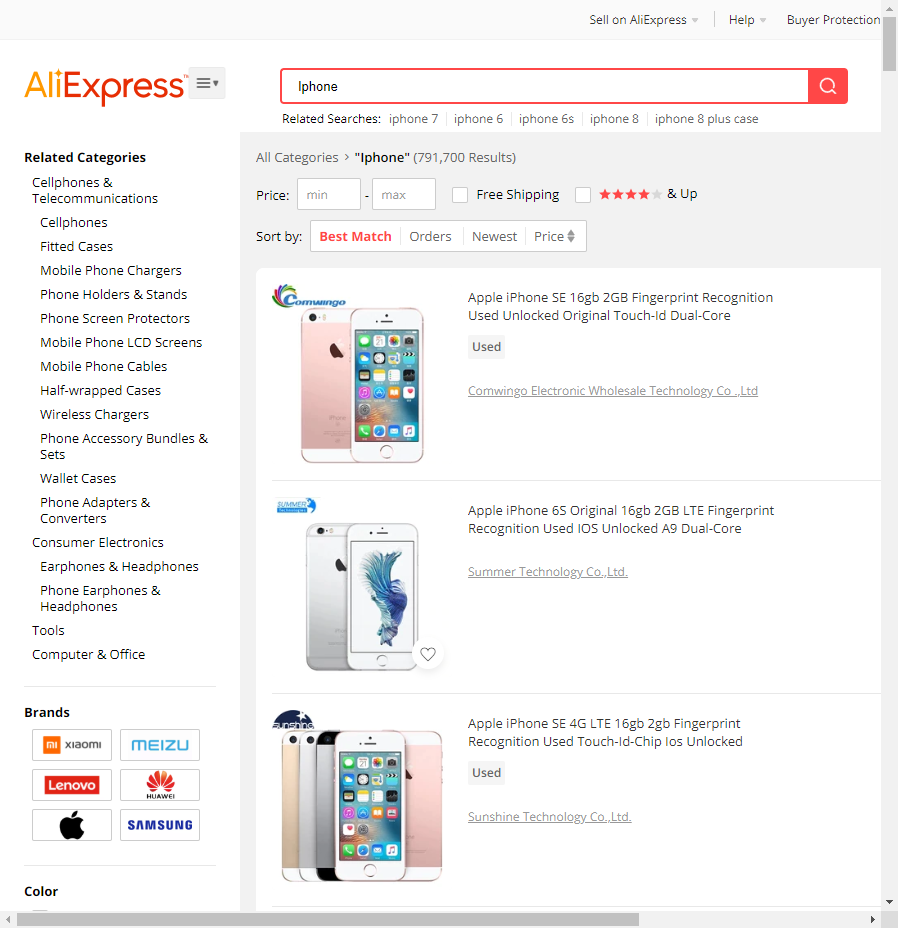 Sell on AliExpress
Help
Buyer Protection
AliExpress™
Iphone
Related Searches: iphone 7 iphone 6 iphone 6s iphone 8 iphone 8 plus case
Related Categories
Cellphones &
Telecommunications
Cellphones
Fitted Cases
Mobile Phone Chargers
Phone Holders & Stands
Phone Screen Protectors
Mobile Phone LCD Screens
Mobile Phone Cables
Half-wrapped Cases
Wireless Chargers
Phone Accessory Bundles &
Sets
Wallet Cases
Phone Adapters &
Converters
Consumer Electronics
Earphones & Headphones
Phone Earphones &
Headphones
Tools
Computer & Office
Brands
mi xiaomi
MEIZU
Lenovo
HUAWEI
SAMSUNG
Color
All Categories > "Iphone" (791,700 Results)
Price: min - max Free Shipping & Up
Sort by: Best Match Orders Newest Price
Comwingo
Apple iPhone SE 16gb 2GB Fingerprint Recognition
Used Unlocked Original Touch-Id Dual-Core
Used
Comwingo Electronic Wholesale Technology Co .,Ltd
SUMMER
Technologies
Apple iPhone 6S Original 16gb 2GB LTE Fingerprint
Recognition Used IOS Unlocked A9 Dual-Core
Summer Technology Co.,Ltd.
sunshine
Apple iPhone SE 4G LTE 16gb 2gb Fingerprint
Recognition Used Touch-Id-Chip Ios Unlocked
Used
Sunshine Technology Co.,Ltd.